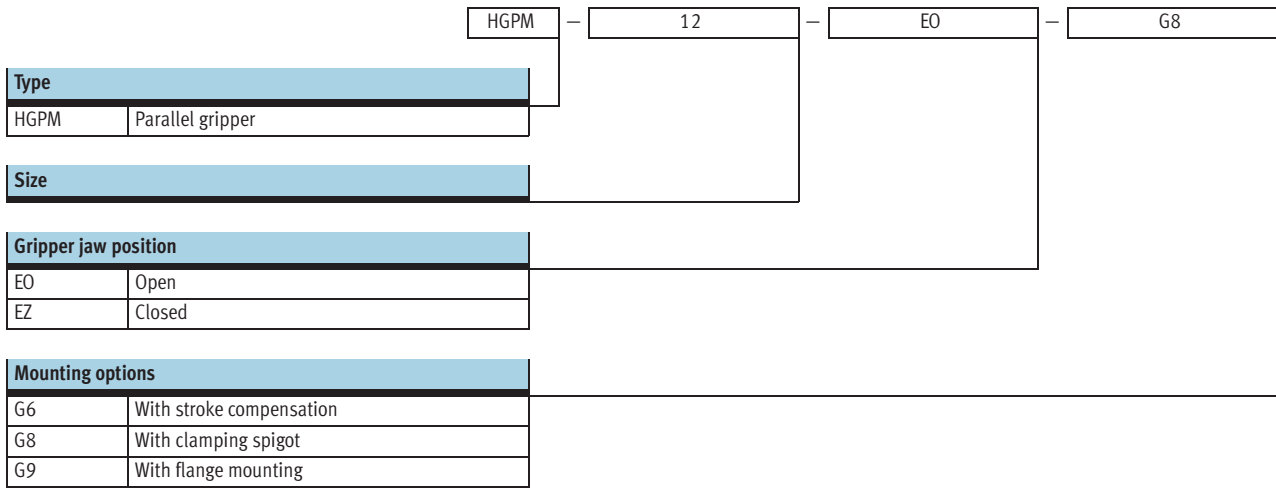 HGPM — 12 — EO — G8
Type
HGPM Parallel gripper
Size
Gripper jaw position
EO Open
EZ Closed
Mounting options
G6 With stroke compensation
G8 With clamping spigot
G9 With flange mounting